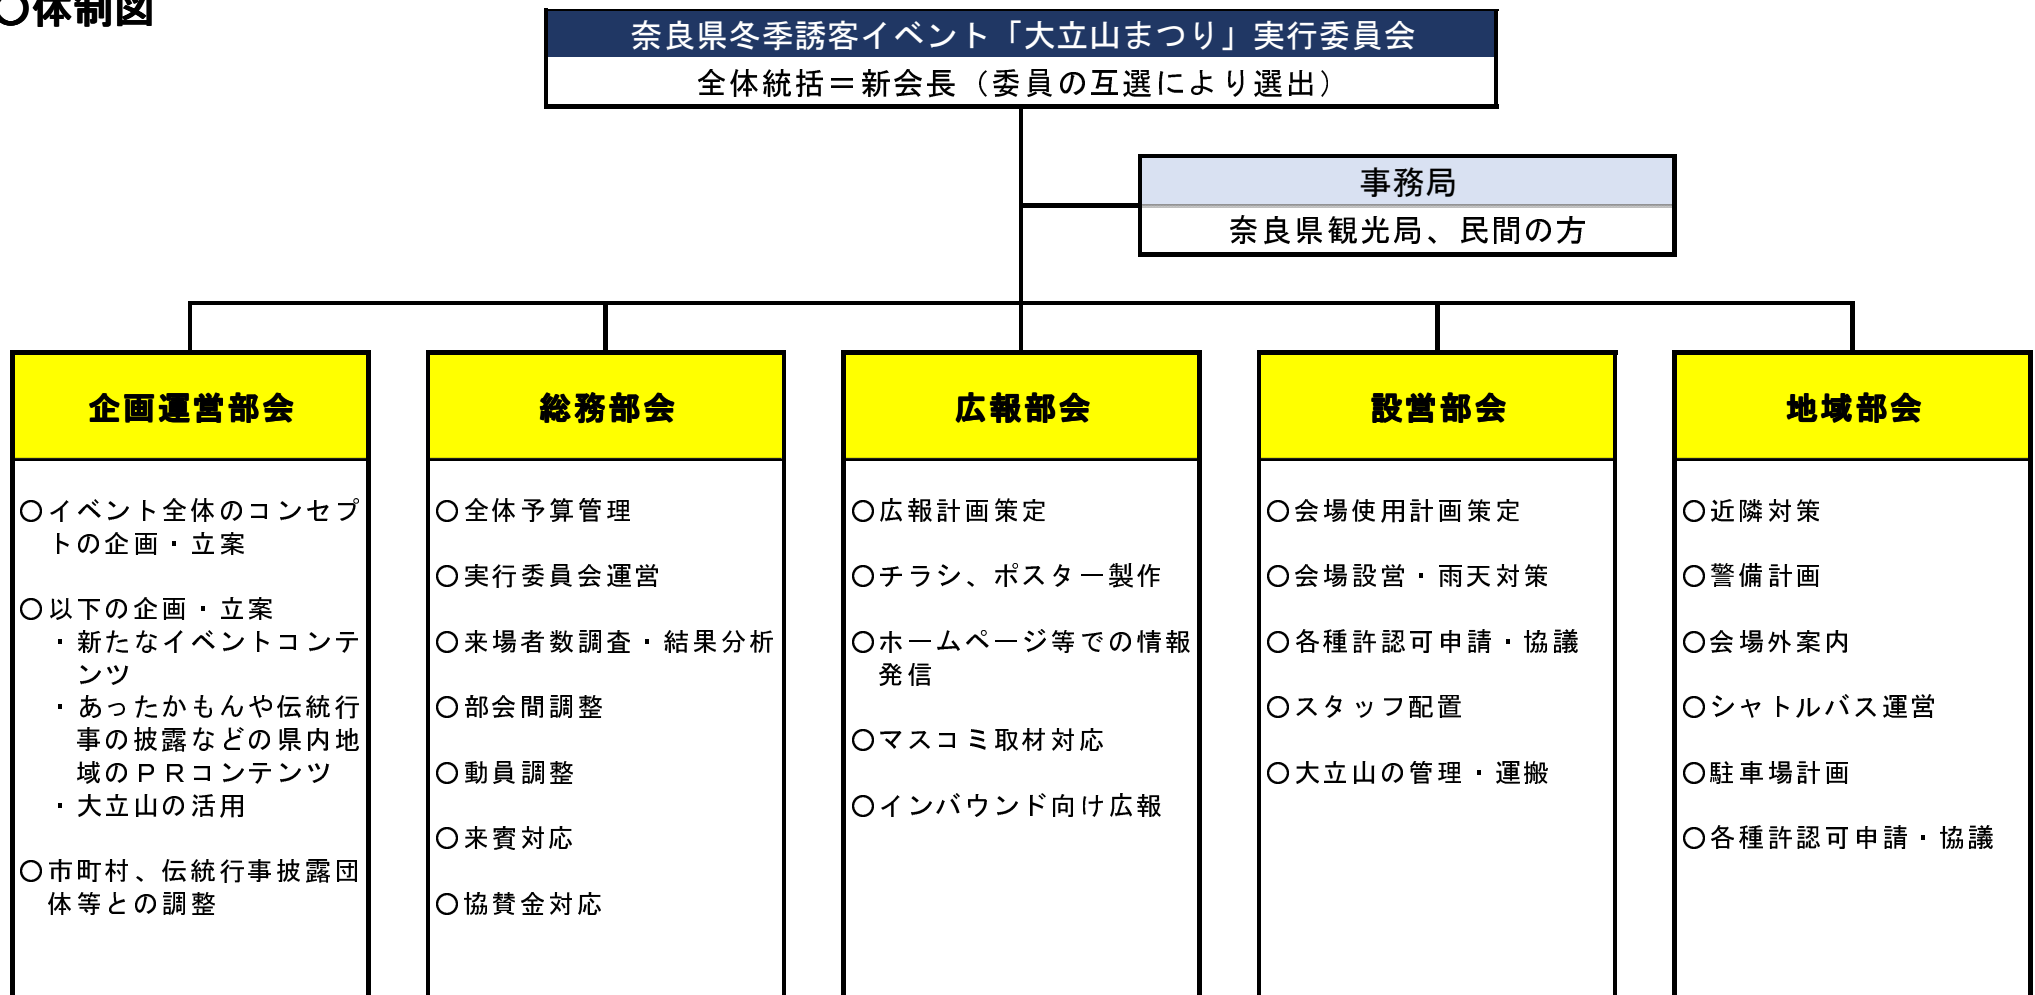 〇体制図
奈良県冬季誘客イベント「大立山まつり」実行委員会
全体統括＝新会長（委員の互選により選出）
事務局
奈良県観光局、民間の方
企画運営部会
〇イベント全体のコンセプ
トの企画・立案
〇以下の企画・立案
・新たなイベントコンテ
ンツ
・あったかもんや伝統行
事の披露などの県内地
域のＰＲコンテンツ
・大立山の活用
〇市町村、伝統行事披露団
体等との調整
総務部会
〇全体予算管理
〇実行委員会運営
〇来場者数調査・結果分析
〇部会間調整
〇動員調整
〇来賓対応
〇協賛金対応
広報部会
〇広報計画策定
〇チラシ、ポスター製作
〇ホームページ等での情報
発信
〇マスコミ取材対応
〇インバウンド向け広報
設営部会
〇会場使用計画策定
〇会場設営・雨天対策
〇各種許認可申請・協議
〇スタッフ配置
〇大立山の管理・運搬
地域部会
〇近隣対策
〇警備計画
〇会場外案内
〇シャトルバス運営
〇駐車場計画
〇各種許認可申請・協議